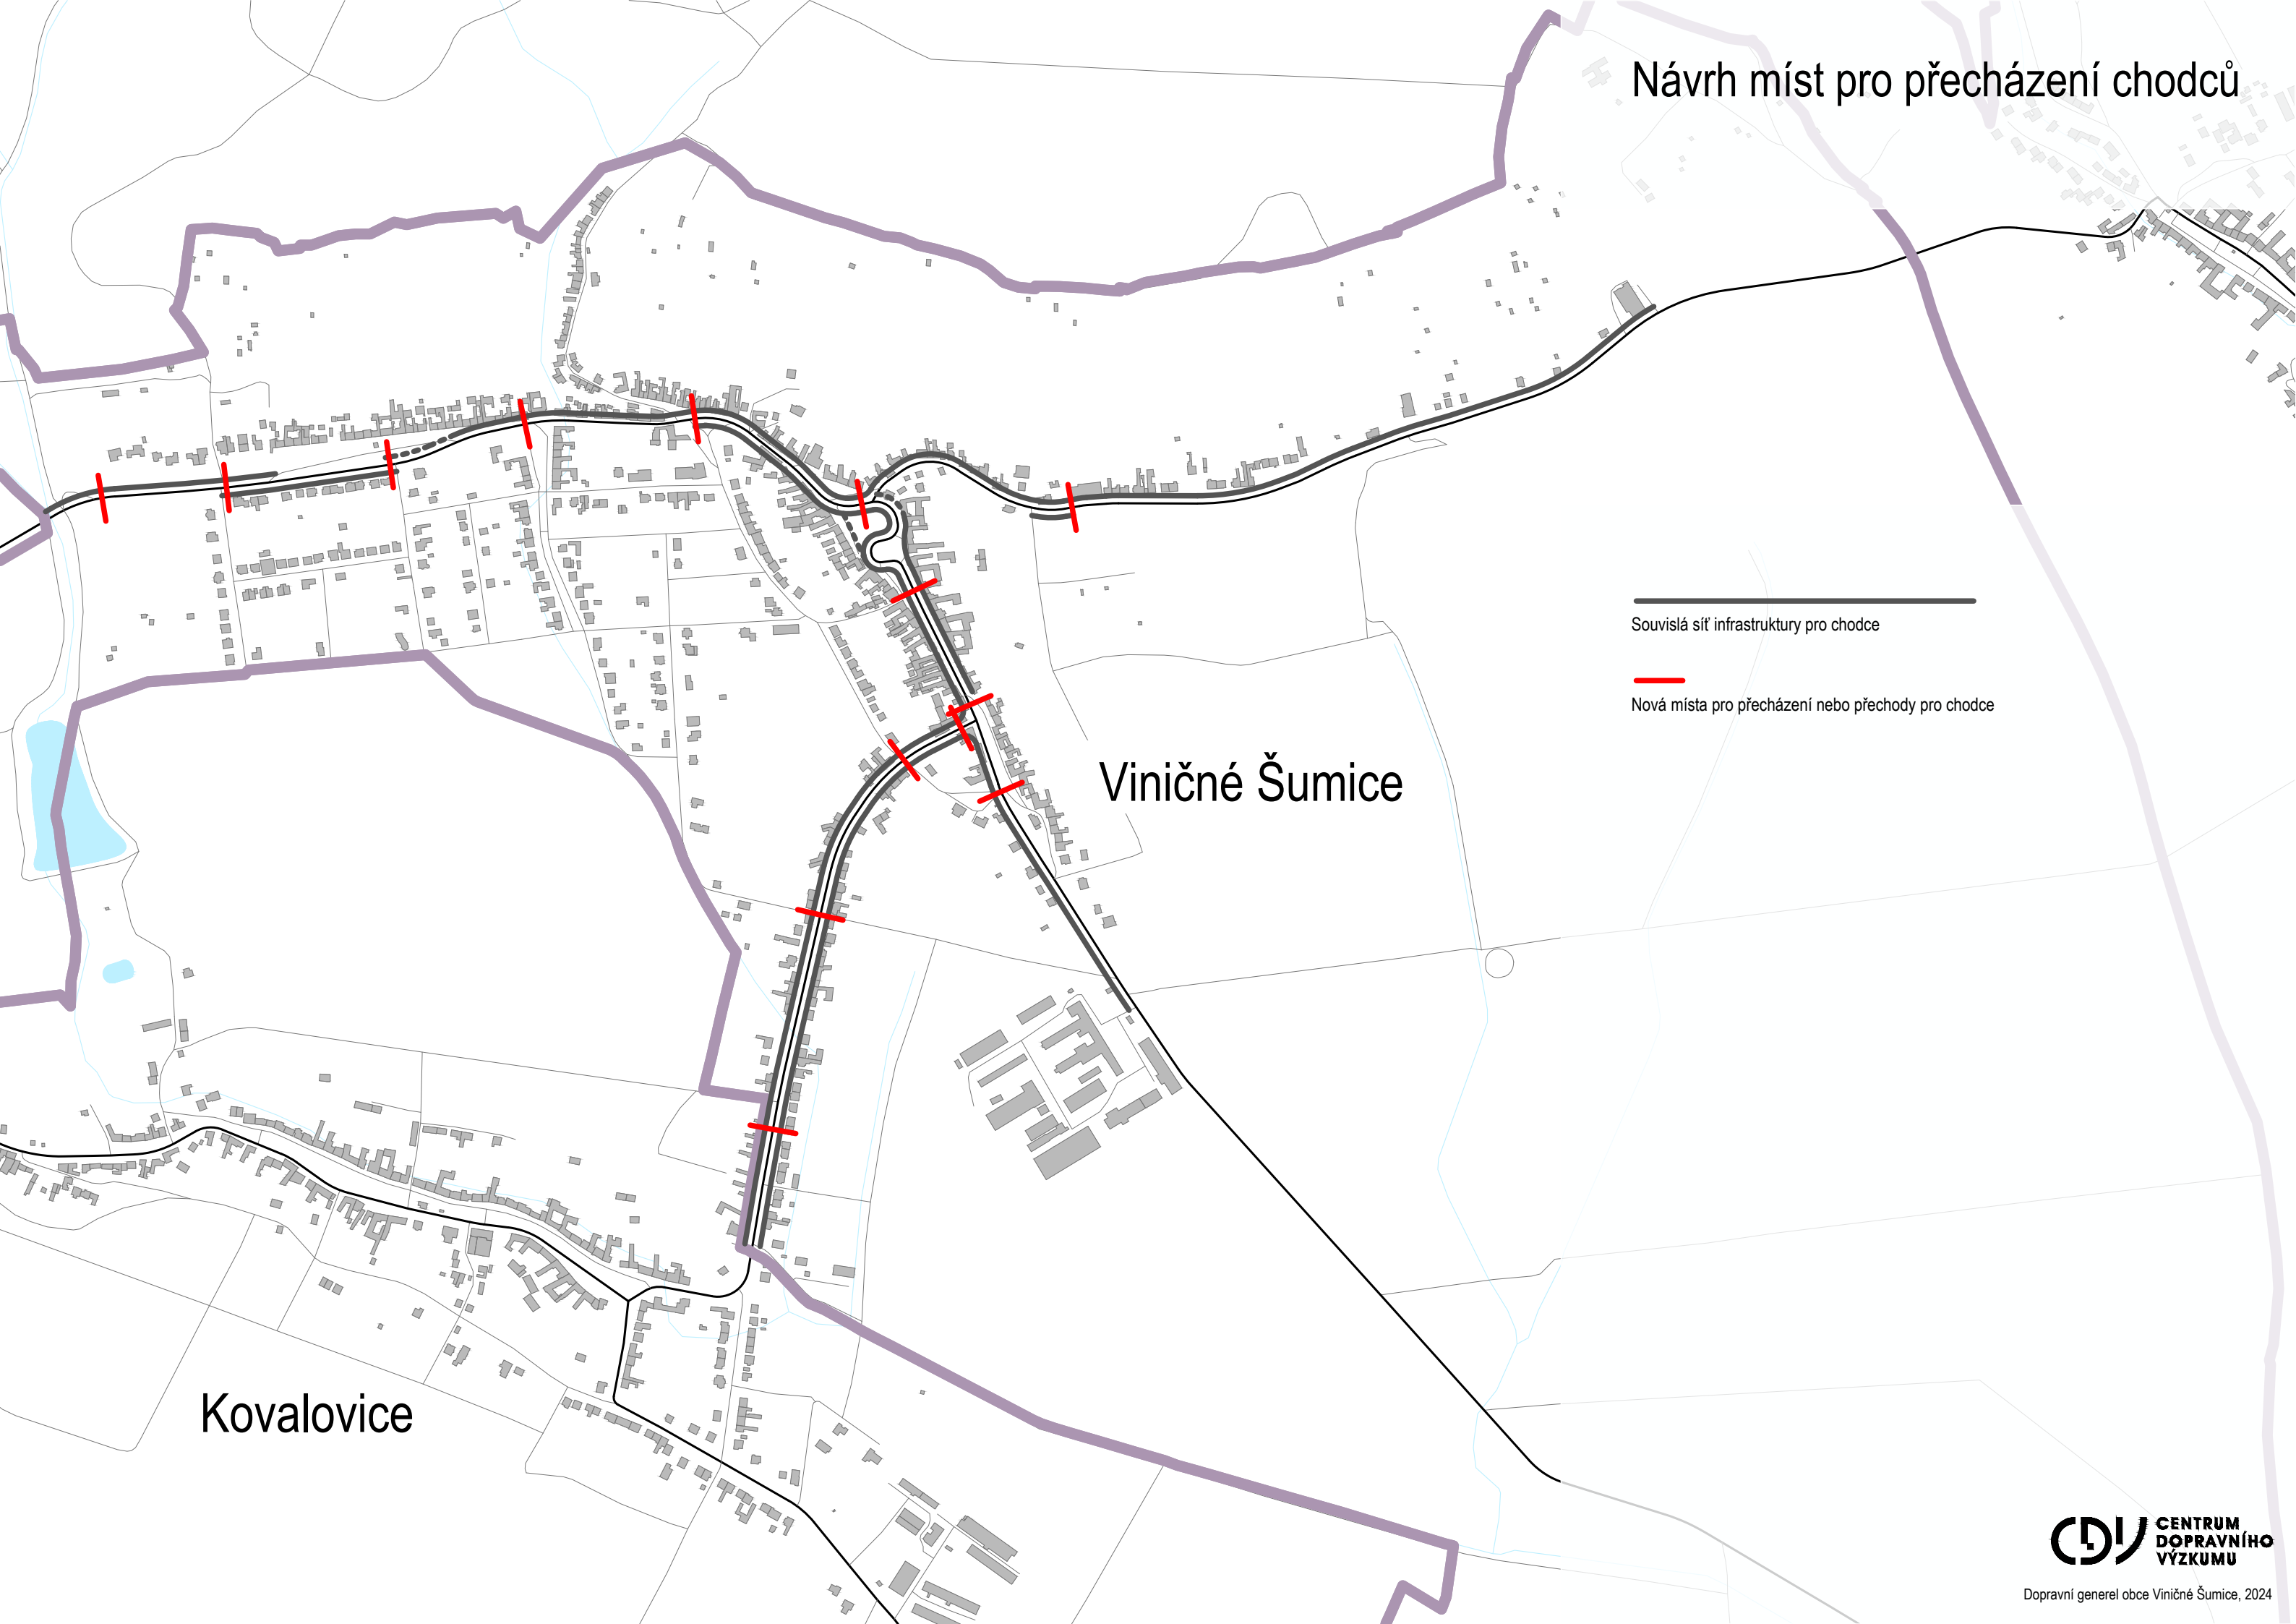 Návrh míst pro přecházení chodců
Souvislá síť infrastruktury pro chodce
Nová místa pro přecházení nebo přechody pro chodce
Viničné Šumice
Kovalovice
CDV
CENTRUM
DOPRAVNÍHO
VÝZKUMU
Dopravní generel obce Viničné Šumice, 2024